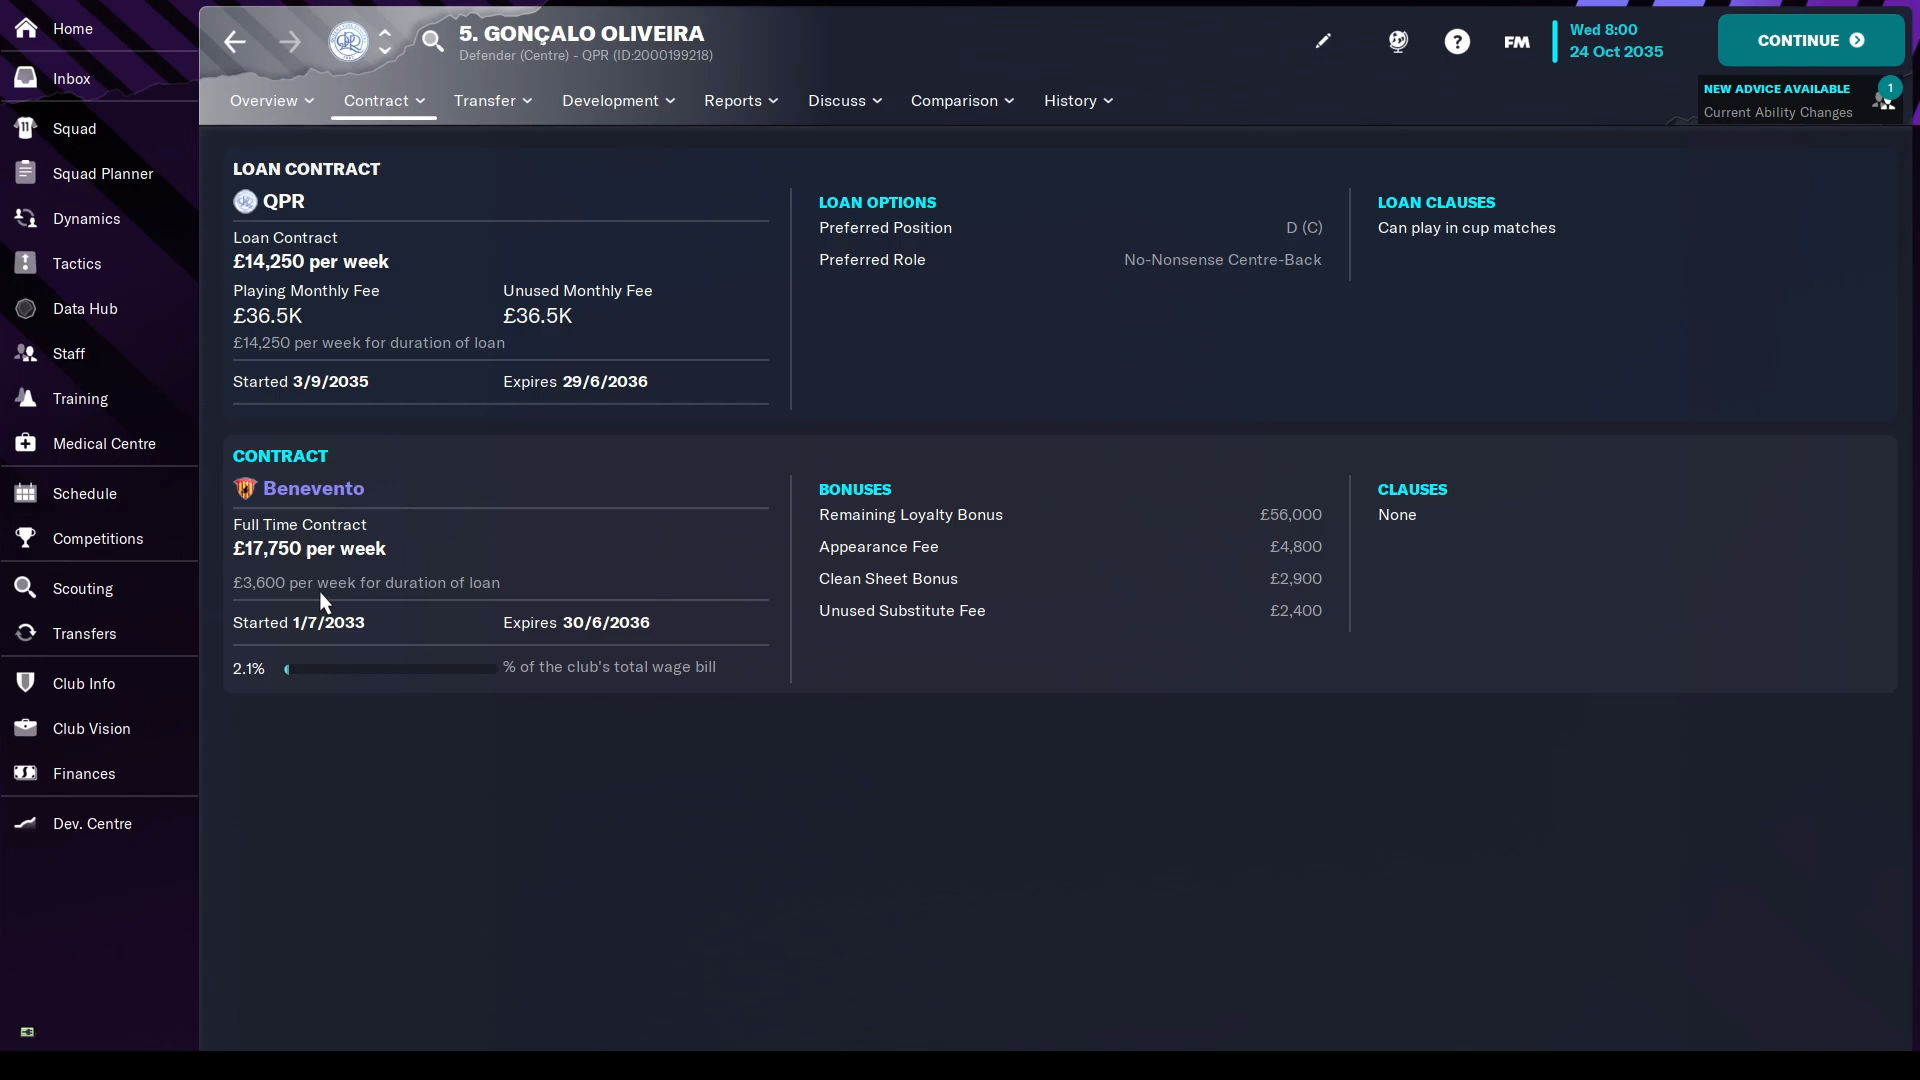 Home
Inbox
Squad
Squad Planner
Dynamics
Tactics
Data Hub
Staff
Training
Medical Centre
Schedule
Competitions
Scouting
Transfers
Club Info
Club Vision
Finances
Dev. Centre
5. GONÇALO OLIVEIRA
Defender (Centre) - QPR (ID:2000199218)
FM
Wed 8:00
24 Oct 2035
CONTINUE
Overview Contract Transfer Development Reports Discuss Comparison History
NEW ADVICE AVAILABLE 1
Current Ability Changes
LOAN CONTRACT
QPR
Loan Contract
£14,250 per week
Playing Monthly Fee Unused Monthly Fee
£36.5K £36.5K
£14,250 per week for duration of loan
Started 3/9/2035 Expires 29/6/2036
LOAN OPTIONS
Preferred Position D (C)
Preferred Role No-Nonsense Centre-Back
LOAN CLAUSES
Can play in cup matches
CONTRACT
Benevento
Full Time Contract
£17,750 per week
£3,600 per week for duration of loan
Started 1/7/2033 Expires 30/6/2036
2.1% % of the club's total wage bill
BONUSES
Remaining Loyalty Bonus £56,000
Appearance Fee £4,800
Clean Sheet Bonus £2,900
Unused Substitute Fee £2,400
CLAUSES
None